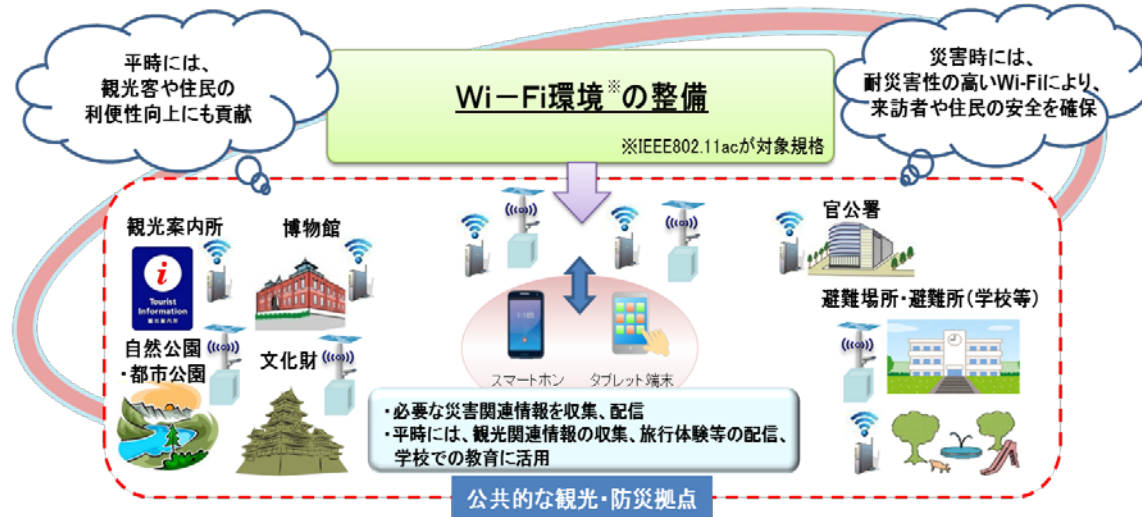 平時には、
観光客や住民の
利便性向上にも貢献
Wi－Fi環境※の整備
※IEEE802.11acが対象規格
災害時には、
耐災害性の高いWi-Fiにより、
来訪者や住民の安全を確保
観光案内所
i
Tourist
Information
観光案内所
博物館
官公署
避難場所・避難所（学校等）
自然公園
・都市公園
文化財
スマートホン
タブレット端末
・必要な災害関連情報を収集、配信
・平時には、観光関連情報の収集、旅行体験等の配信、
学校での教育に活用
公共的な観光・防災拠点